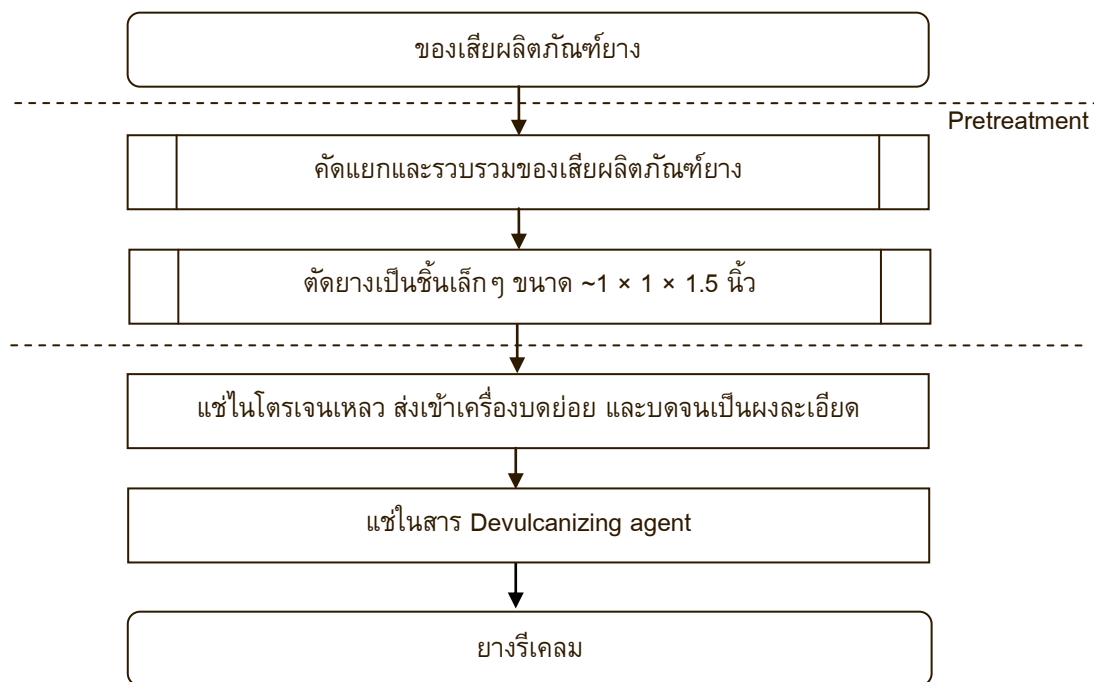 ของเสียผลิตภัณฑ์ยาง
Pretreatment
คัดแยกและรวบรวมของเสียผลิตภัณฑ์ยาง
ตัดยางเป็นชิ้นเล็กๆ ขนาด ~1 × 1 × 1.5 นิ้ว
แช่ไนโตรเจนเหลว ส่งเข้าเครื่องบดย่อย และบดจนเป็นผงละเอียด
แช่ในสาร Devulcanizing agent
ยางรีเคลม